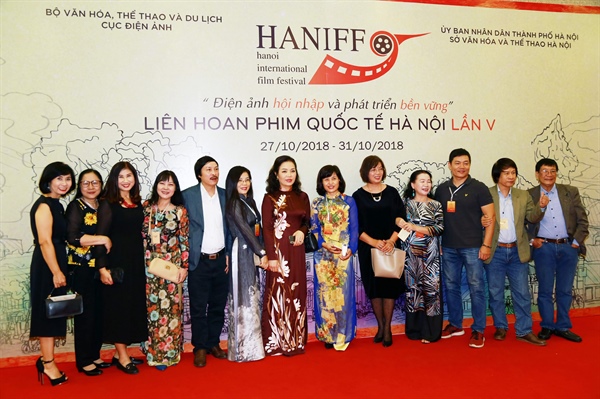 BỘ VĂN HÓA, THỂ THAO VÀ DU LỊCH
CỤC ĐIỆN ẢNH
HANIFF
hanoi
international
film festival
ỦY BAN NHÂN DÂN THÀNH PHỐ HÀ NỘI
SỞ VĂN HÓA VÀ THỂ THAO HÀ NỘI
“ Điện ảnh hội nhập và phát triển bền vững”
LIÊN HOAN PHIM QUỐC TẾ HÀ NỘI LẦN V
27/10/2018 - 31/10/2018